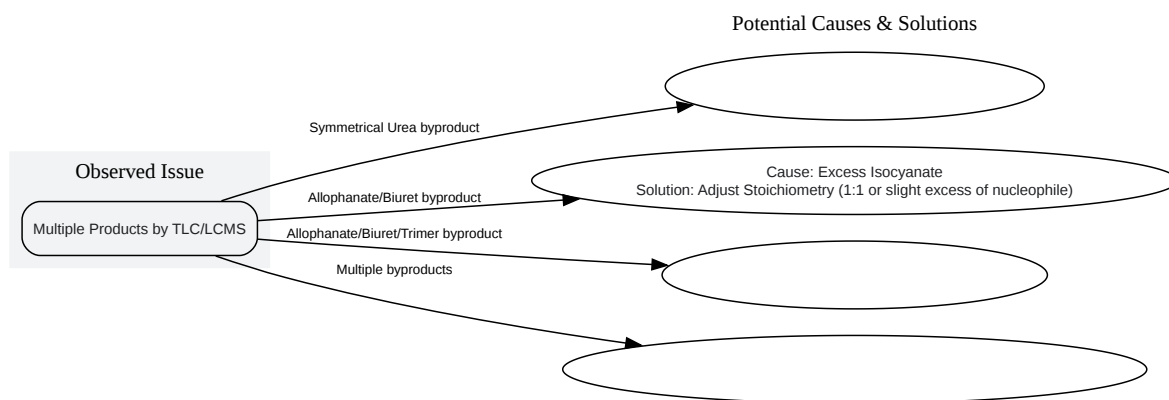 Potential Causes & Solutions
Symmetrical Urea byproduct
Observed Issue
Cause: Excess Isocyanate
Solution: Adjust Stoichiometry (1:1 or slight excess of nucleophile)
Allophanate/Biuret byproduct
Multiple Products by TLC/LCMS
Allophanate/Biuret/Trimer byproduct
Multiple byproducts